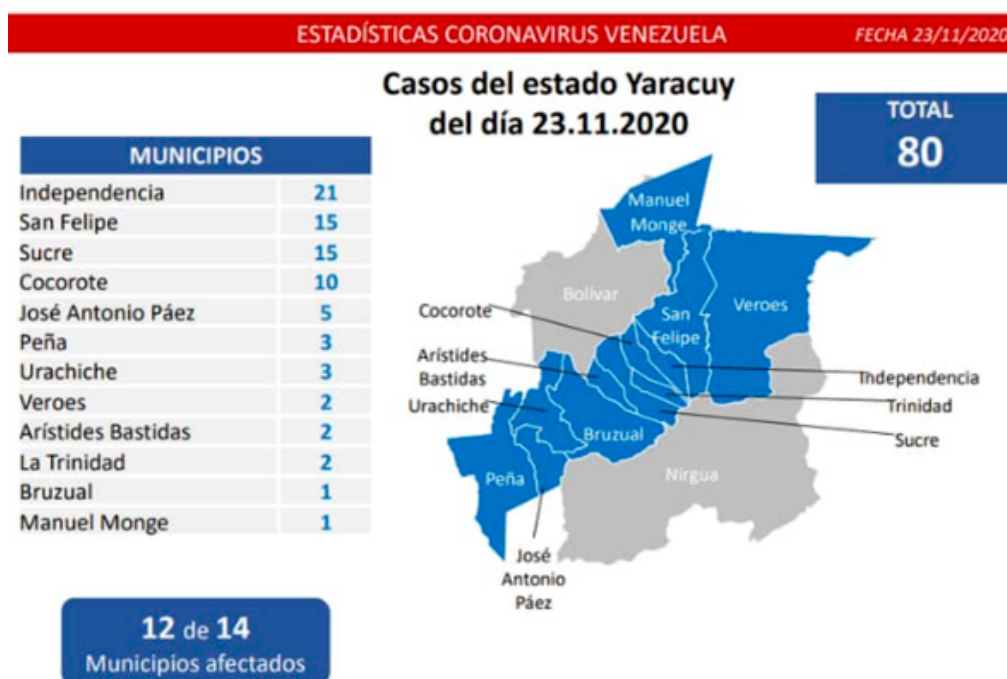 ESTADÍSTICAS CORONAVIRUS VENEZUELA
FECHA 23/11/2020
Casos del estado Yaracuy
del día 23.11.2020
TOTAL
80
MUNICIPIOS
Independencia 21
San Felipe 15
Sucre 15
Cocorote 10
José Antonio Páez 5
Peña 3
Urachiche 3
Veroes 2
Arístides Bastidas 2
La Trinidad 2
Bruzual 1
Manuel Monge 1
Manuel
Monge
Bolívar
Veroes
San
Felipe
Cocorote
Arístides
Bastidas
Urachiche
Independencia
Trinidad
Sucre
Bruzual
Peña
Nirgua
José
Antonio
Páez
12 de 14
Municipios afectados